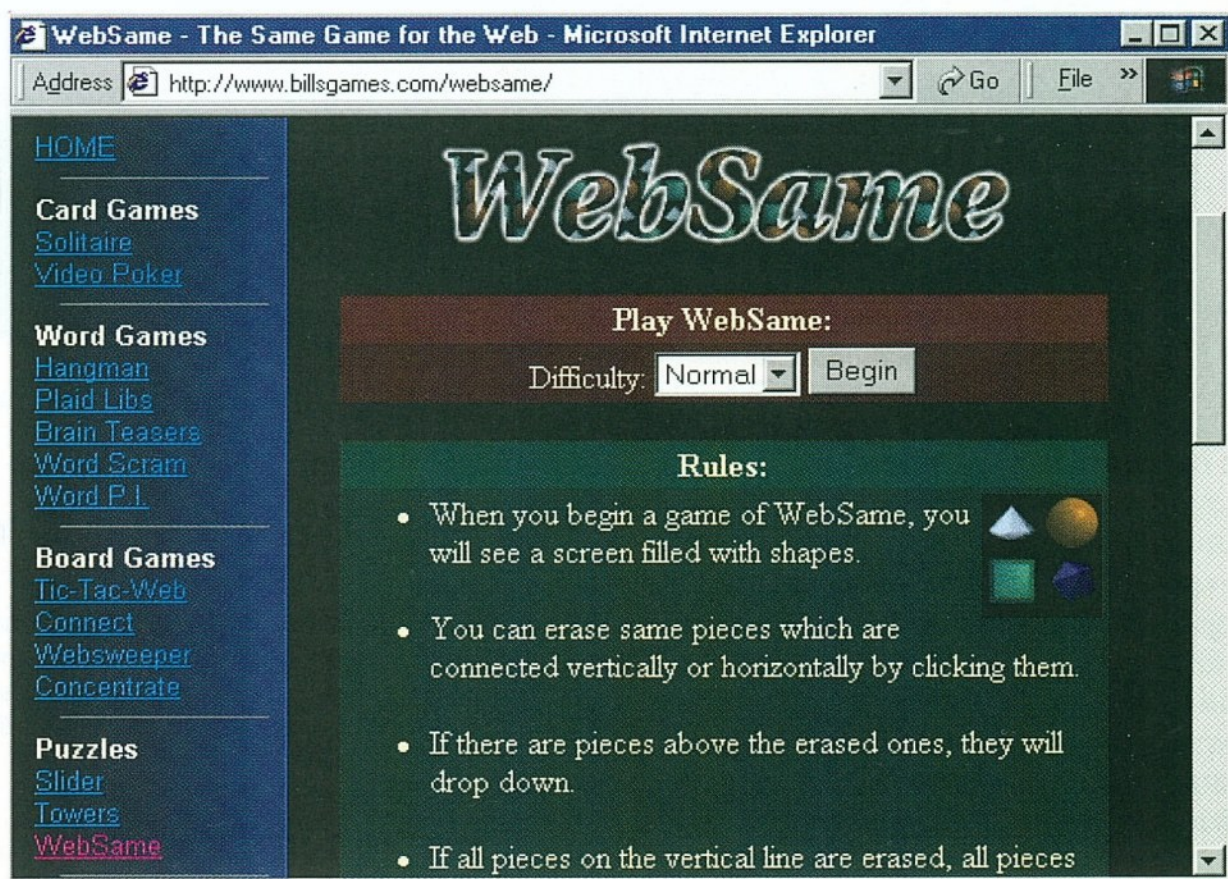 WebSame - The Same Game for the Web - Microsoft Internet Explorer
Address http://www.billsgames.com/websame/ Go File »
HOME
Card Games
Solitaire
Video Poker
Word Games
Hangman
Plaid Libs
Brain Teasers
Word Scram
Word P.I.
Board Games
Tic-Tac-Web
Connect
Websweeper
Concentrate
Puzzles
Slider
Towers
WebSame
WebSame
Play WebSame:
Difficulty: Normal Begin
Rules:
• When you begin a game of WebSame, you
will see a screen filled with shapes.
• You can erase same pieces which are
connected vertically or horizontally by clicking them.
• If there are pieces above the erased ones, they will
drop down.
• If all pieces on the vertical line are erased, all pieces